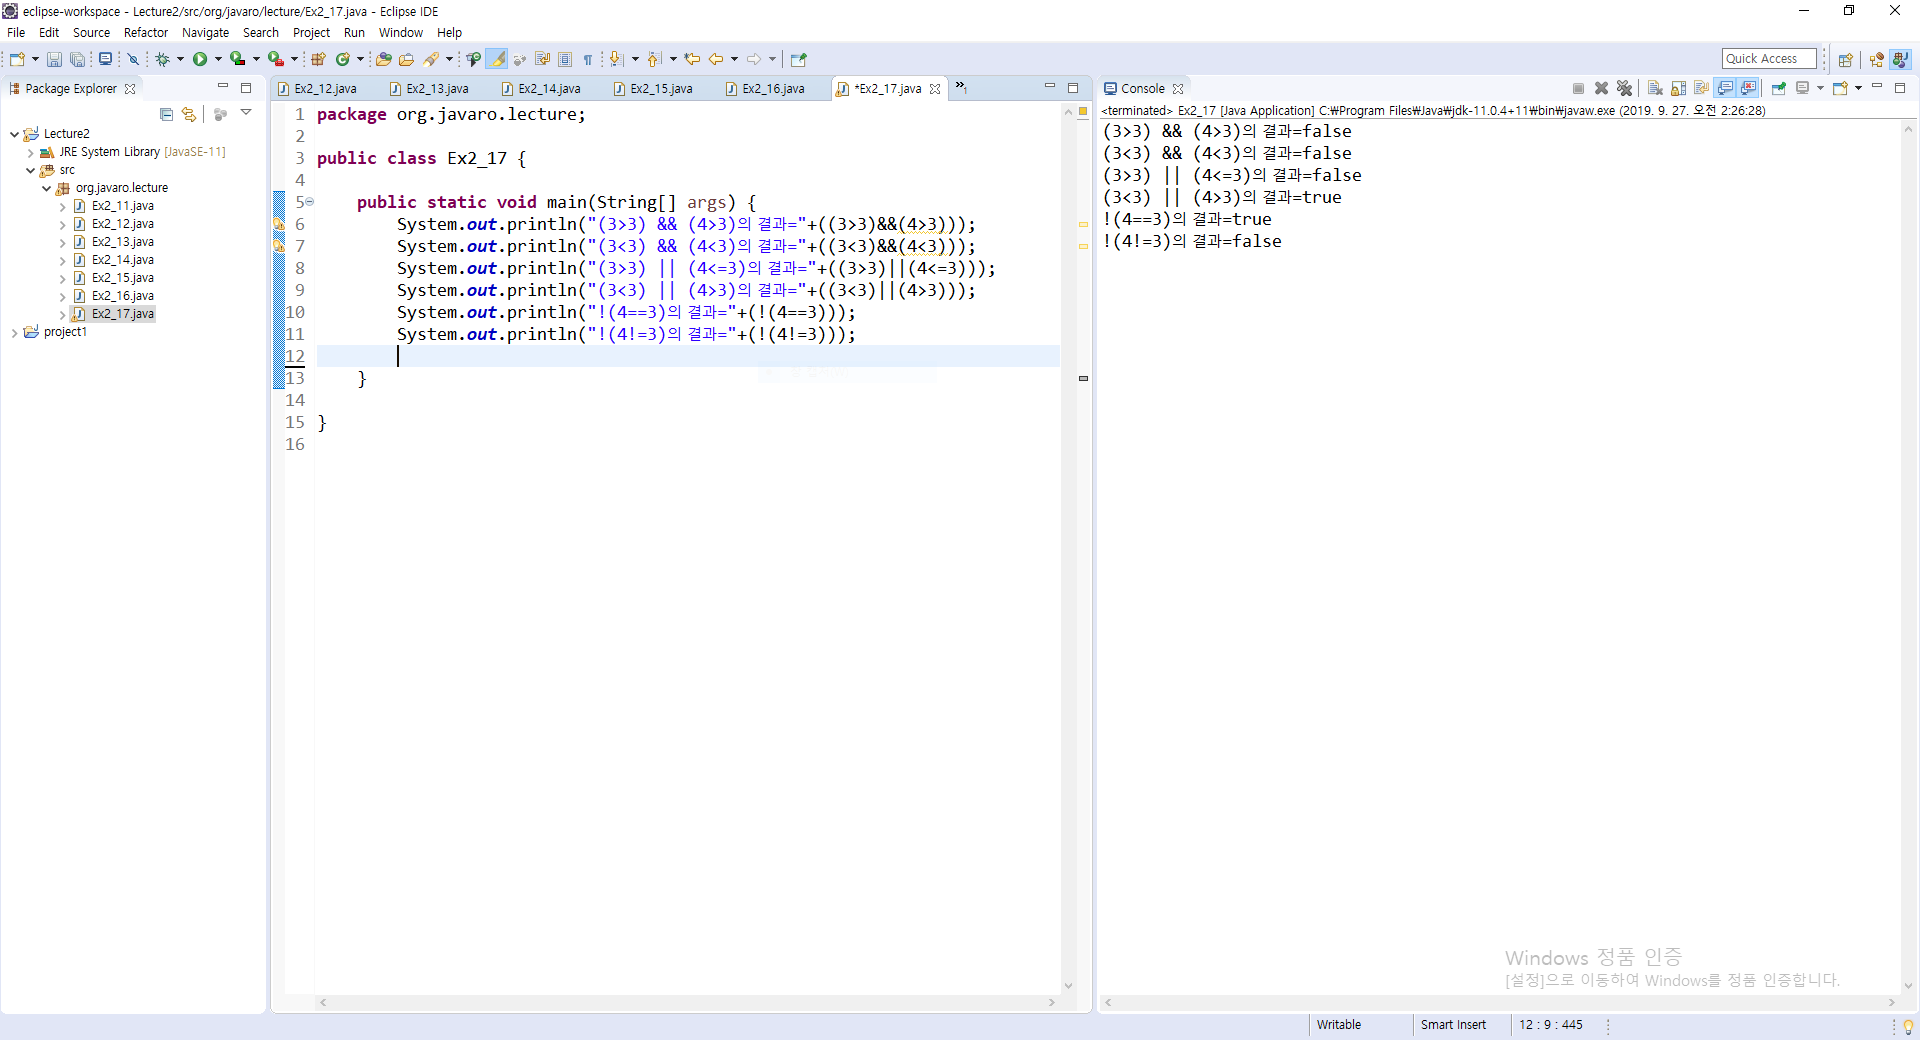 eclipse-workspace - Lecture2/src/org/javaro/lecture/Ex2_17.java - Eclipse IDE
File Edit Source Refactor Navigate Search Project Run Window Help
Quick Access
Package Explorer
Lecture2
JRE System Library [JavaSE-11]
src
org.javaro.lecture
Ex2_11.java
Ex2_12.java
Ex2_13.java
Ex2_14.java
Ex2_15.java
Ex2_16.java
Ex2_17.java
project1
Ex2_12.java Ex2_13.java Ex2_14.java Ex2_15.java Ex2_16.java *Ex2_17.java »1
1 package org.javaro.lecture;
2
3 public class Ex2_17 {
4
5 public static void main(String[] args) {
6 System.out.println("(3>3) && (4>3)의 결과="+((3>3)&&(4>3)));
7 System.out.println("(3<3) && (4<3)의 결과="+((3<3)&&(4<3)));
8 System.out.println("(3>3) || (4<=3)의 결과="+((3>3)||(4<=3)));
9 System.out.println("(3<3) || (4>3)의 결과="+((3<3)||(4>3)));
10 System.out.println("!(4==3)의 결과="+(!(4==3)));
11 System.out.println("!(4!=3)의 결과="+(!(4!=3)));
12
13 }
14
15 }
16
Console
<terminated> Ex2_17 [Java Application] C:₩Program Files₩Java₩jdk-11.0.4+11₩bin₩javaw.exe (2019. 9. 27. 오전 2:26:28)
(3>3) && (4>3)의 결과=false
(3<3) && (4<3)의 결과=false
(3>3) || (4<=3)의 결과=false
(3<3) || (4>3)의 결과=true
!(4==3)의 결과=true
!(4!=3)의 결과=false
Windows 정품 인증
[설정]으로 이동하여 Windows를 정품 인증합니다.
Writable Smart Insert 12 : 9 : 445